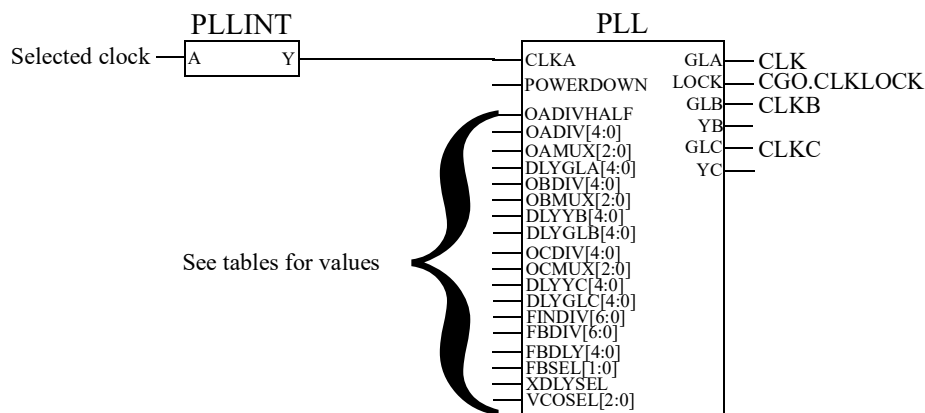 PLLINT
PLL
Selected clock
A
Y
CLKA
GLA
CLK
POWERDOWN
LOCK
CGO.CLKLOCK
OADIVHALF
GLB
CLKB
OADIV[4:0]
YB
OAMUX[2:0]
GLC
CLKC
DLYGLA[4:0]
YC
OBDIV[4:0]
OBMUX[2:0]
DLYYB[4:0]
DLYGLB[4:0]
OCDIV[4:0]
See tables for values
OCMUX[2:0]
DLYYC[4:0]
DLYGLC[4:0]
FINDIV[6:0]
FBDIV[6:0]
FBDLY[4:0]
FBSEL[1:0]
XDLYSEL
VCOSEL[2:0]